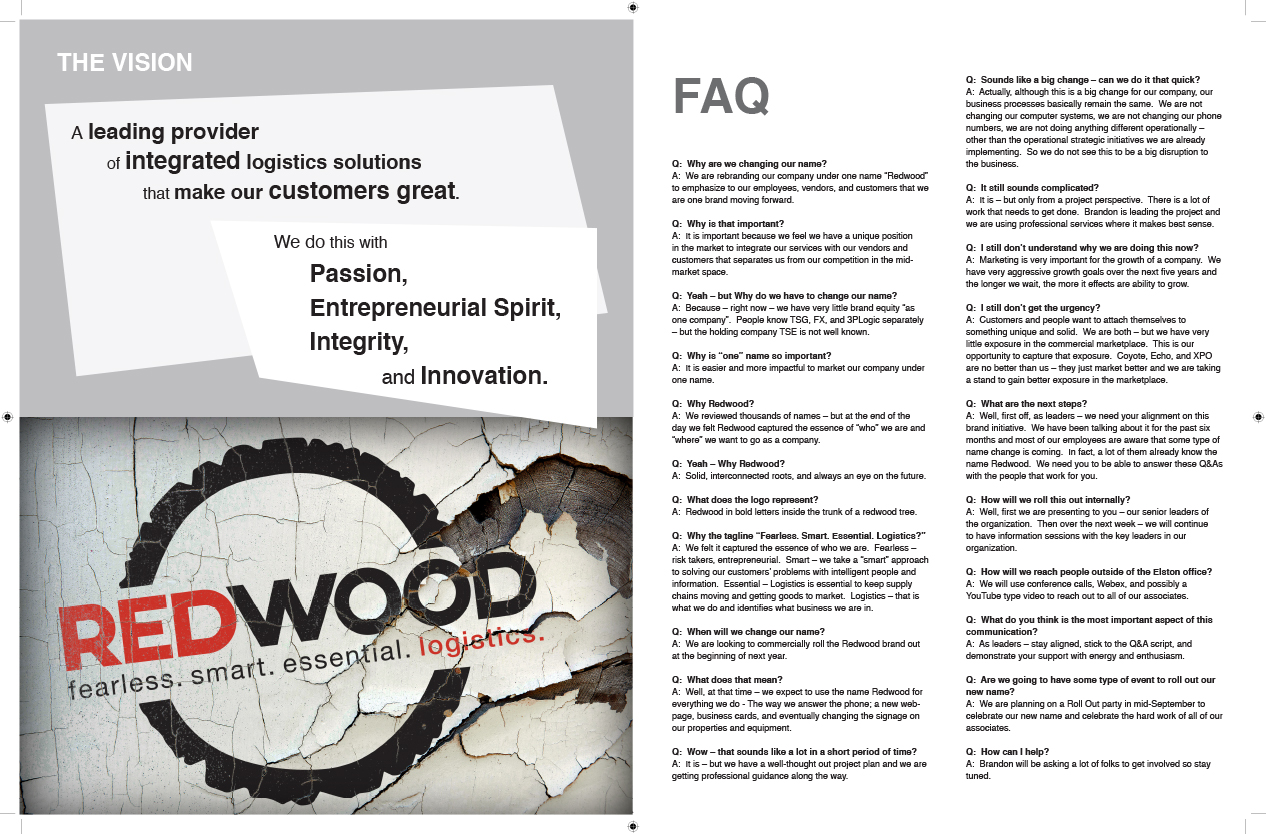 THE VISION
A leading provider
of integrated logistics solutions
that make our customers great.
We do this with
Passion,
Entrepreneurial Spirit,
Integrity,
and Innovation.
REDWOOD
fearless. smart. essential. logistics.
FAQ
Q: Why are we changing our name?
A: We are rebranding our company under one name “Redwood”
to emphasize to our employees, vendors, and customers that we
are one brand moving forward.
Q: Why is that important?
A: It is important because we feel we have a unique position
in the market to integrate our services with our vendors and
customers that separates us from our competition in the mid-
market space.
Q: Yeah – but Why do we have to change our name?
A: Because – right now – we have very little brand equity “as
one company”. People know TSG, FX, and 3PLogic separately
– but the holding company TSE is not well known.
Q: Why is “one” name so important?
A: It is easier and more impactful to market our company under
one name.
Q: Why Redwood?
A: We reviewed thousands of names – but at the end of the
day we felt Redwood captured the essence of “who” we are and
“where” we want to go as a company.
Q: Yeah – Why Redwood?
A: Solid, interconnected roots, and always an eye on the future.
Q: What does the logo represent?
A: Redwood in bold letters inside the trunk of a redwood tree.
Q: Why the tagline “Fearless. Smart. Essential. Logistics?”
A: We felt it captured the essence of who we are. Fearless –
risk takers, entrepreneurial. Smart – we take a “smart” approach
to solving our customers’ problems with intelligent people and
information. Essential – Logistics is essential to keep supply
chains moving and getting goods to market. Logistics – that is
what we do and identifies what business we are in.
Q: When will we change our name?
A: We are looking to commercially roll the Redwood brand out
at the beginning of next year.
Q: What does that mean?
A: Well, at that time – we expect to use the name Redwood for
everything we do - The way we answer the phone; a new web-
page, business cards, and eventually changing the signage on
our properties and equipment.
Q: Wow – that sounds like a lot in a short period of time?
A: It is – but we have a well-thought out project plan and we are
getting professional guidance along the way.
Q: Sounds like a big change – can we do it that quick?
A: Actually, although this is a big change for our company, our
business processes basically remain the same. We are not
changing our computer systems, we are not changing our phone
numbers, we are not doing anything different operationally –
other than the operational strategic initiatives we are already
implementing. So we do not see this to be a big disruption to
the business.
Q: It still sounds complicated?
A: It is – but only from a project perspective. There is a lot of
work that needs to get done. Brandon is leading the project and
we are using professional services where it makes best sense.
Q: I still don’t understand why we are doing this now?
A: Marketing is very important for the growth of a company. We
have very aggressive growth goals over the next five years and
the longer we wait, the more it effects are ability to grow.
Q: I still don’t get the urgency?
A: Customers and people want to attach themselves to
something unique and solid. We are both – but we have very
little exposure in the commercial marketplace. This is our
opportunity to capture that exposure. Coyote, Echo, and XPO
are no better than us – they just market better and we are taking
a stand to gain better exposure in the marketplace.
Q: What are the next steps?
A: Well, first off, as leaders – we need your alignment on this
brand initiative. We have been talking about it for the past six
months and most of our employees are aware that some type of
name change is coming. In fact, a lot of them already know the
name Redwood. We need you to be able to answer these Q&As
with the people that work for you.
Q: How will we roll this out internally?
A: Well, first we are presenting to you – our senior leaders of
the organization. Then over the next week – we will continue
to have information sessions with the key leaders in our
organization.
Q: How will we reach people outside of the Elston office?
A: We will use conference calls, Webex, and possibly a
YouTube type video to reach out to all of our associates.
Q: What do you think is the most important aspect of this
communication?
A: As leaders – stay aligned, stick to the Q&A script, and
demonstrate your support with energy and enthusiasm.
Q: Are we going to have some type of event to roll out our
new name?
A: We are planning on a Roll Out party in mid-September to
celebrate our new name and celebrate the hard work of all of our
associates.
Q: How can I help?
A: Brandon will be asking a lot of folks to get involved so stay
tuned.